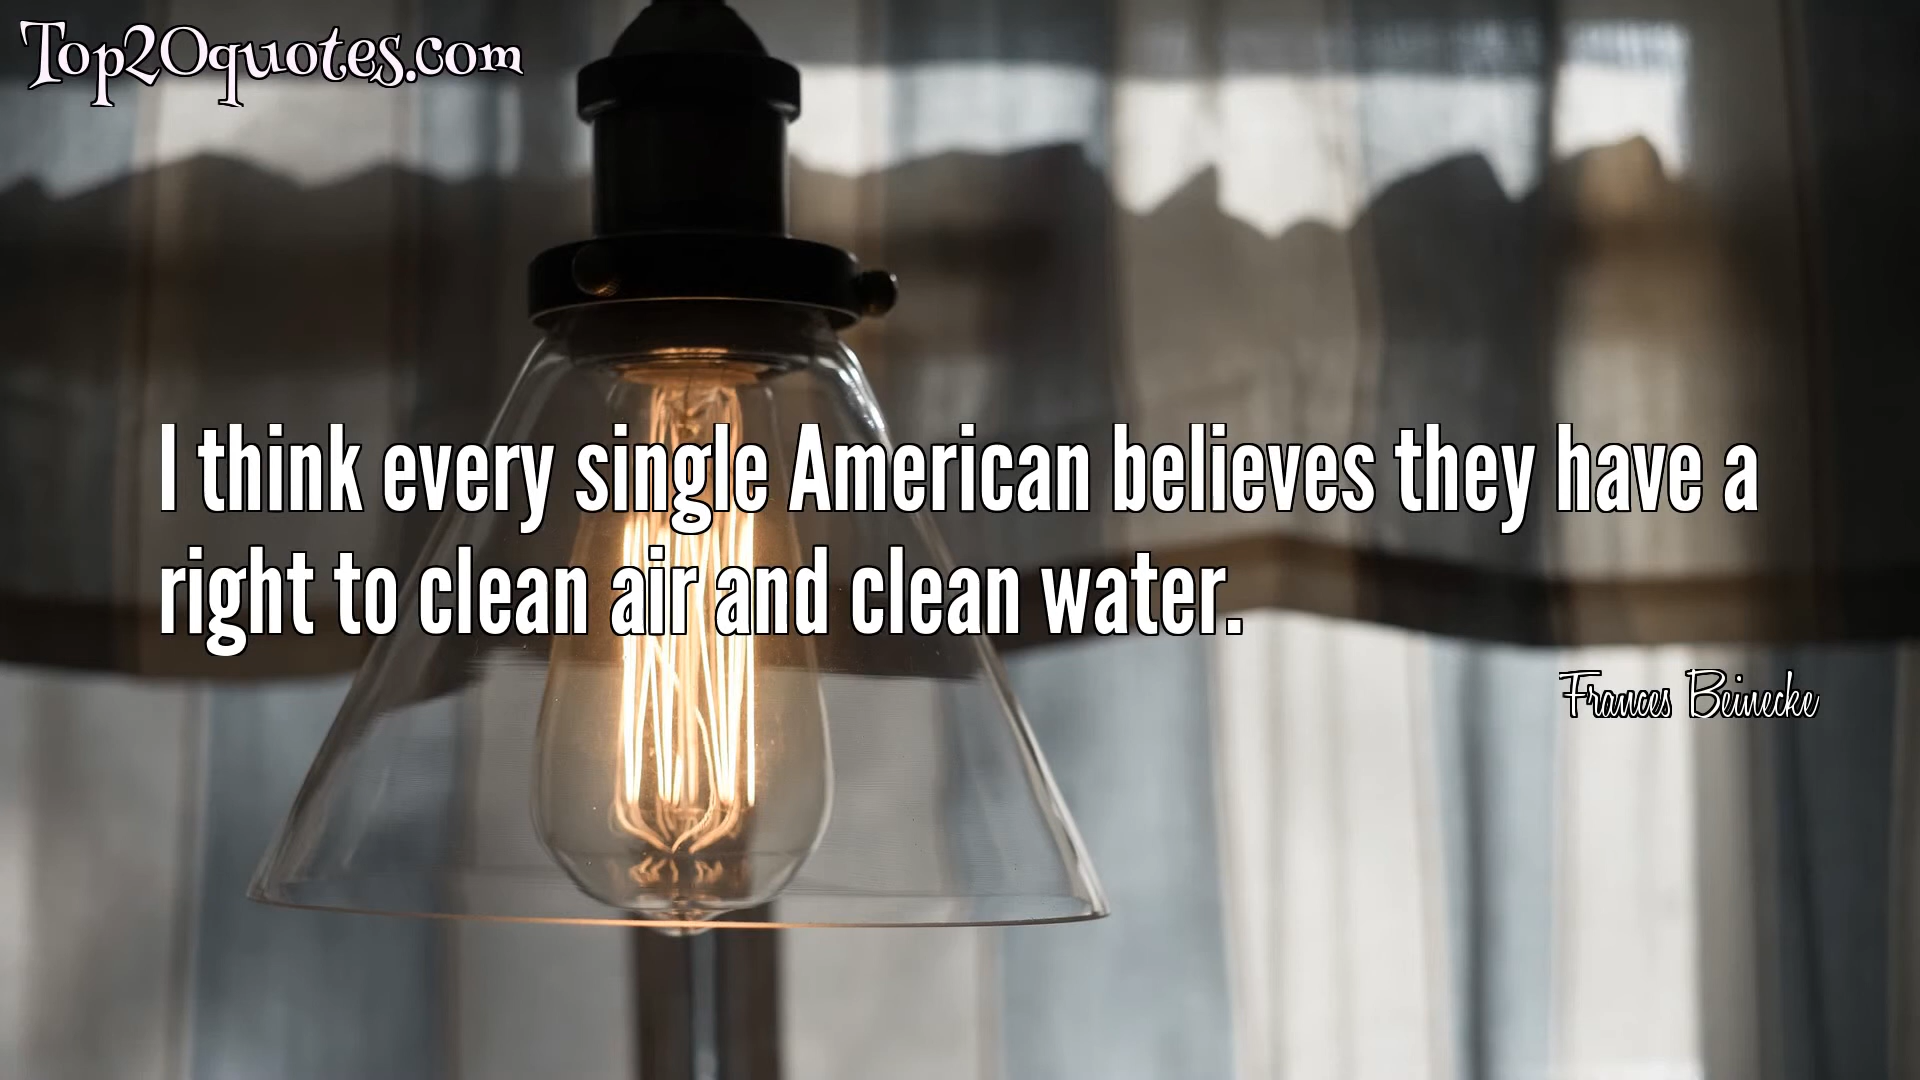 Top20quotes.com
I think every single American believes they have a
right to clean air and clean water.
Frances Beinecke